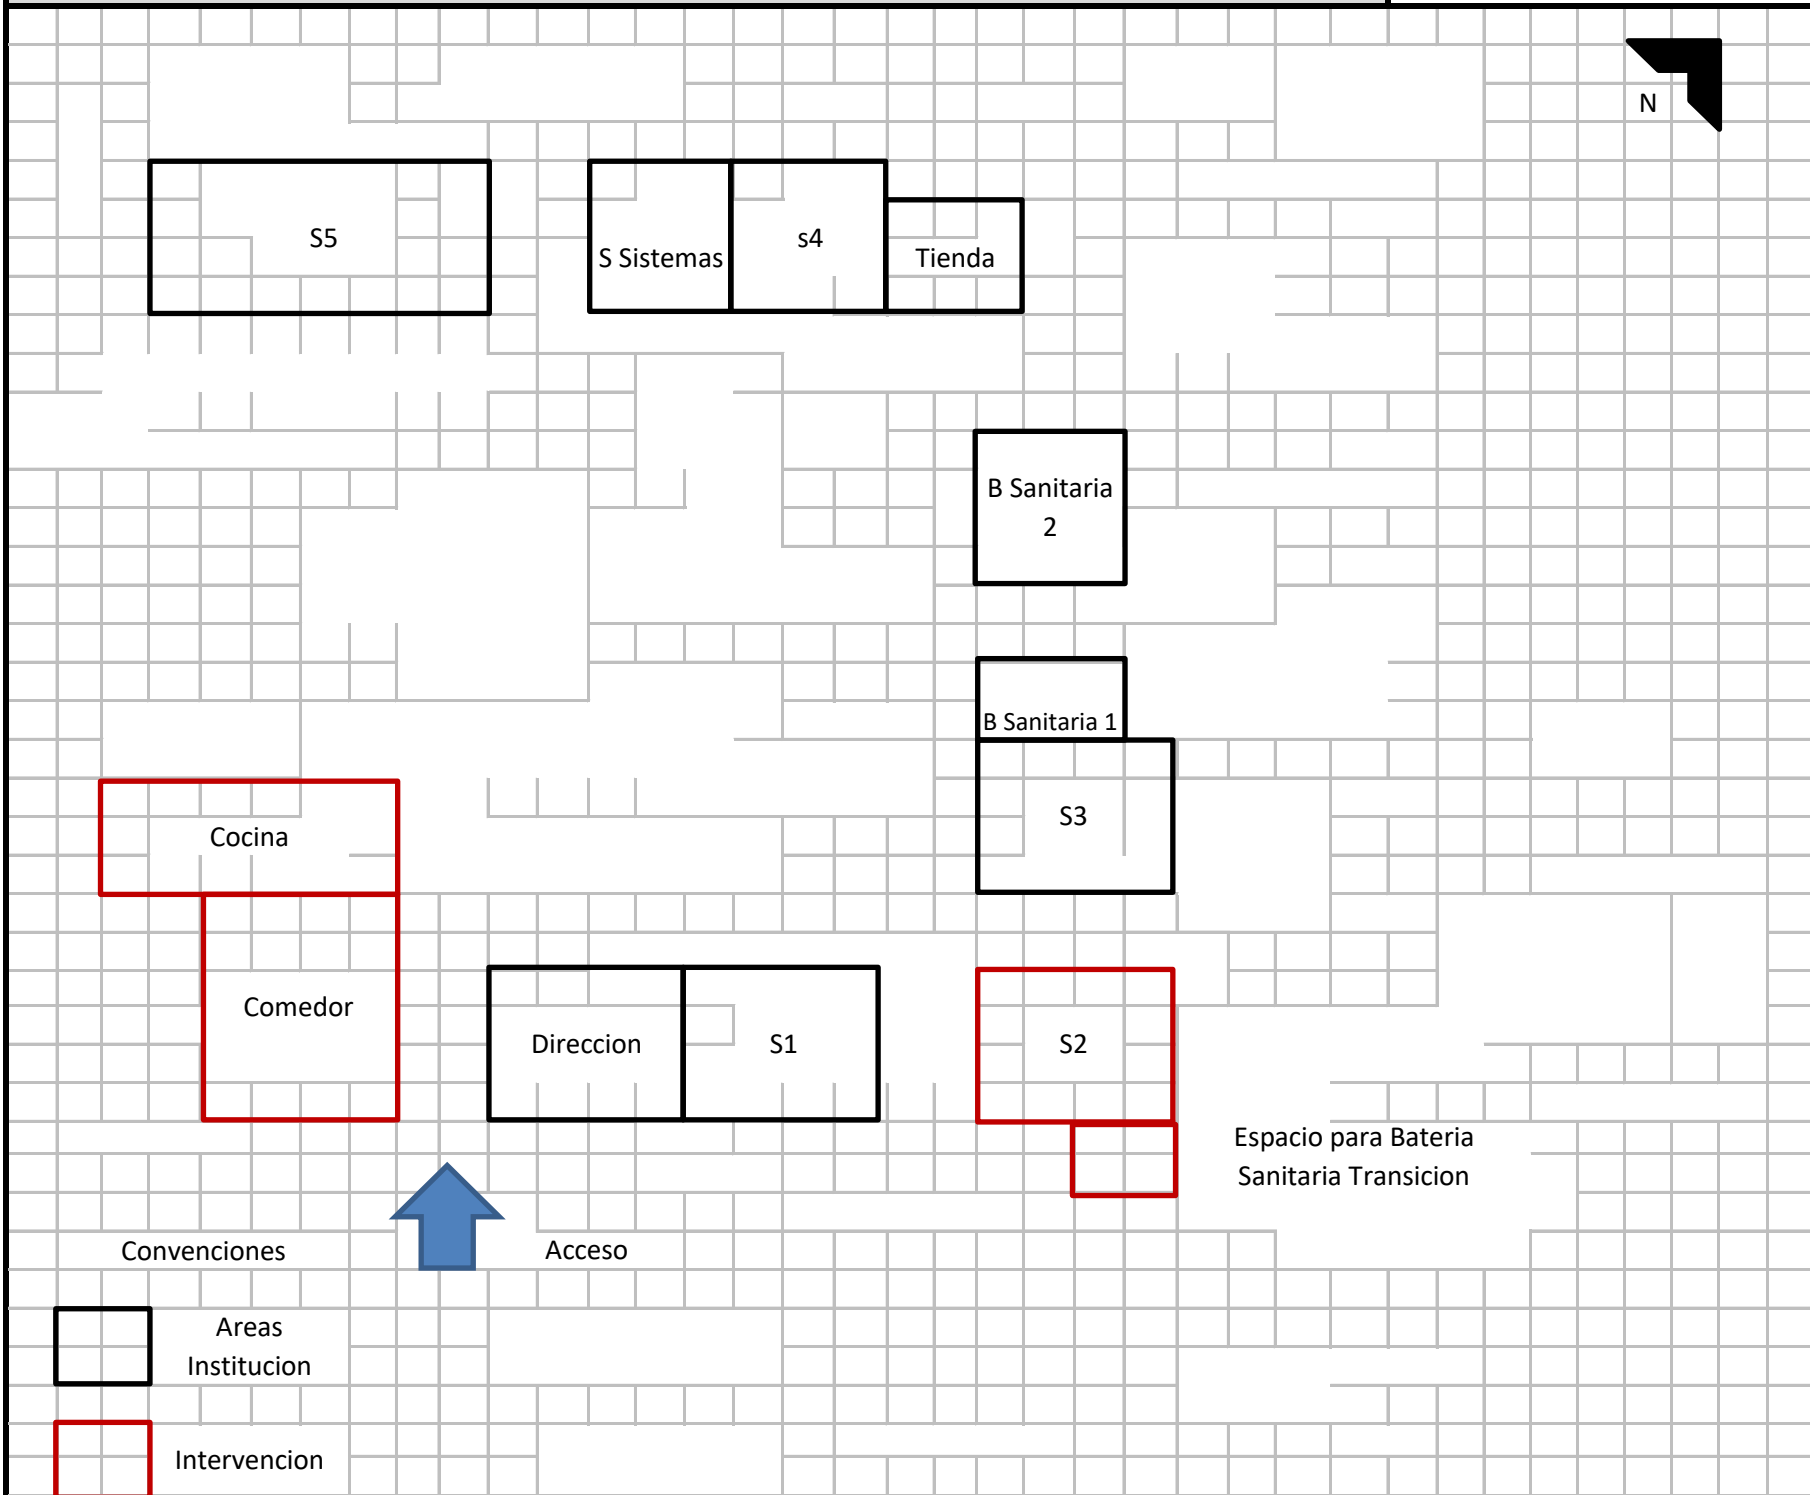 N
S5
S Sistemas
s4
Tienda
B Sanitaria
2
B Sanitaria 1
S3
Cocina
Comedor
Direccion
S1
S2
Espacio para Bateria
Sanitaria Transicion
Convenciones
Acceso
Areas
Institucion
Intervencion